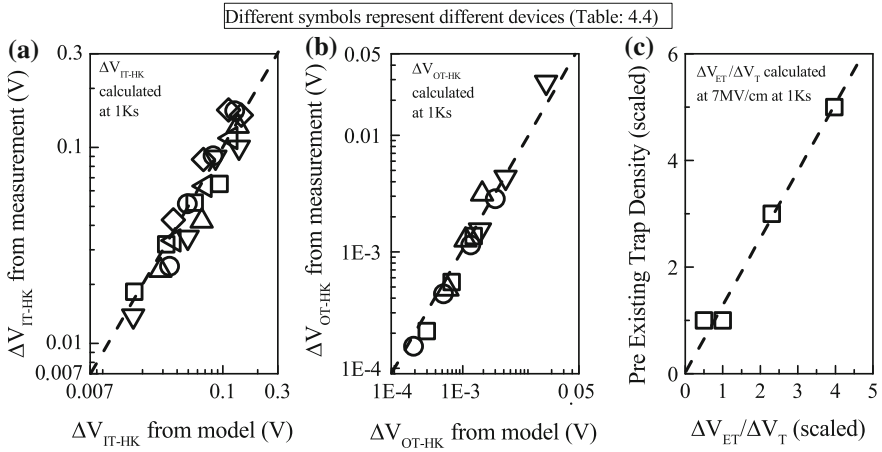 Different symbols represent different devices (Table: 4.4)
(a)
ΔV_IT-HK from measurement (V)
0.3
0.1
0.01
0.007
ΔV_IT-HK
calculated
at 1Ks
0.007
0.1
0.3
ΔV_IT-HK from model (V)
(b)
ΔV_OT-HK from measurement (V)
0.05
0.01
1E-3
1E-4
ΔV_OT-HK
calculated
at 1Ks
1E-4
1E-3
0.05
ΔV_OT-HK from model (V)
(c)
Pre Existing Trap Density (scaled)
6
4
2
0
ΔV_ET/ΔV_T calculated
at 7MV/cm at 1Ks
0 1 2 3 4 5
ΔV_ET/ΔV_T (scaled)